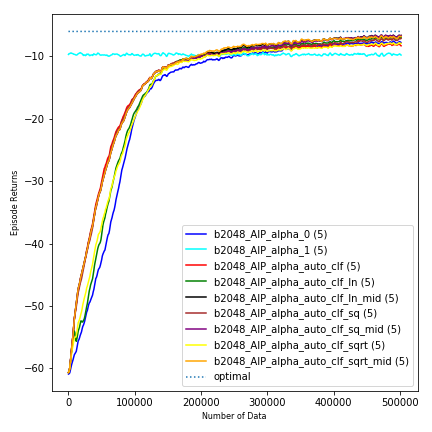 −10
−20
−30
−40
−50
−60
Episode Returns
b2048_AIP_alpha_0 (5)
b2048_AIP_alpha_1 (5)
b2048_AIP_alpha_auto_clf (5)
b2048_AIP_alpha_auto_clf_ln (5)
b2048_AIP_alpha_auto_clf_ln_mid (5)
b2048_AIP_alpha_auto_clf_sq (5)
b2048_AIP_alpha_auto_clf_sq_mid (5)
b2048_AIP_alpha_auto_clf_sqrt (5)
b2048_AIP_alpha_auto_clf_sqrt_mid (5)
optimal
0 100000 200000 300000 400000 500000
Number of Data